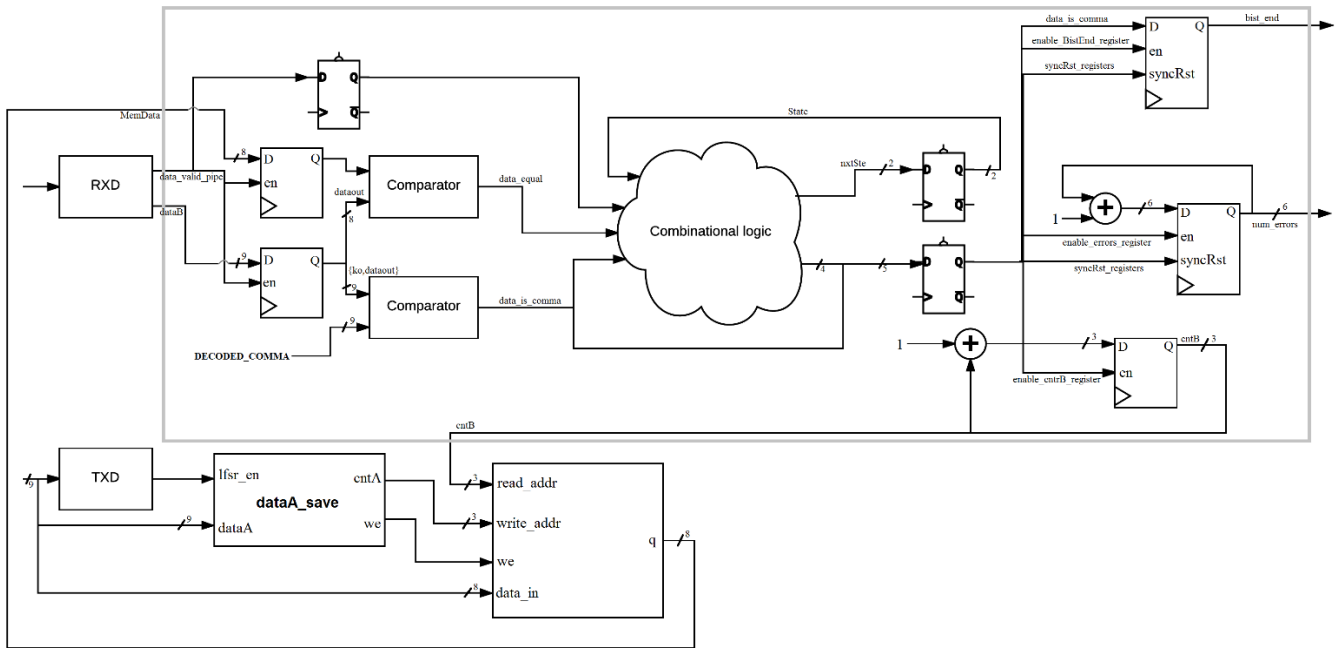 data_is_comma
bist_end
D Q
enable_BistEnd_register
en
syncRst_registers
syncRst
D Q
Q
MemData
State
8
D Q
RXD
data_valid_pipe
en
Comparator
data_equal
nxtSte
2
D Q
2
Q
dataout
8
dataB
Combinational logic
1
+
6
D Q
6
num_errors
enable_errors_register
en
syncRst_registers
syncRst
9
D Q
en
{ko,dataout}
9
Comparator
data_is_comma
4
5
D Q
Q
9
DECODED_COMMA
1
+
3
D Q
cntB
3
enable_cntrB_register
en
cntB
9
TXD
lfsr_en
cntA
dataA_save
9
dataA
we
3
read_addr
3
write_addr
q
8
we
8
data_in